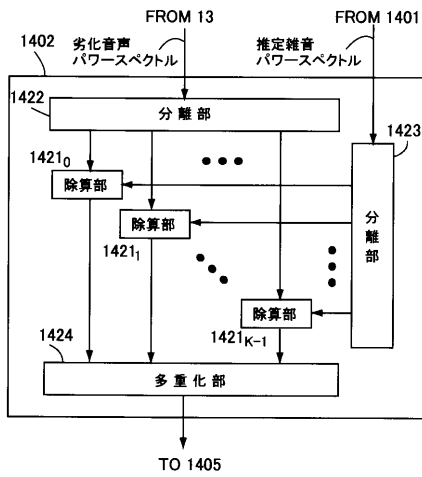 FROM 13
FROM 1401
1402
劣化音声
パワースペクトル
推定雑音
パワースペクトル
1422
分離部
1423
1421₀
除算部
分離部
除算部
1421₁
除算部
1421K-1
1424
多重化部
TO 1405